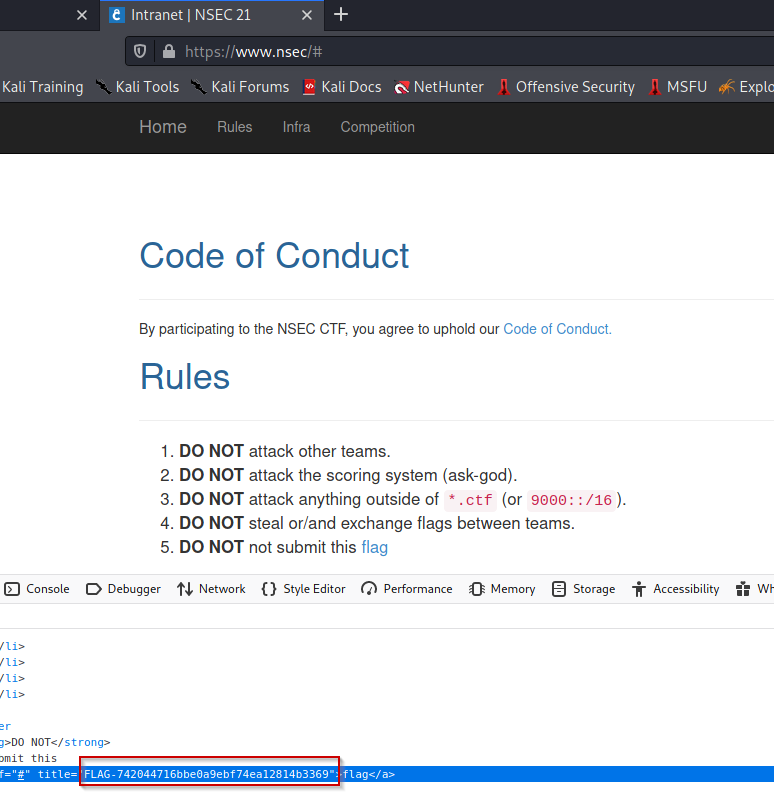 Intranet | NSEC 21
https://www.nsec/#
Kali Training Kali Tools Kali Forums Kali Docs NetHunter Offensive Security MSFU Explo
Home Rules Infra Competition
Code of Conduct
By participating to the NSEC CTF, you agree to uphold our Code of Conduct.
Rules
1. DO NOT attack other teams.
2. DO NOT attack the scoring system (ask-god).
3. DO NOT attack anything outside of *.ctf (or 9000::/16).
4. DO NOT steal or/and exchange flags between teams.
5. DO NOT not submit this flag
Console Debugger Network Style Editor Performance Memory Storage Accessibility Wh
/li>
/li>
/li>
/li>
er
g>DO NOT</strong>
bmit this
f="#" title="FLAG-742044716bbe0a9ebf74ea12814b3369">flag</a>